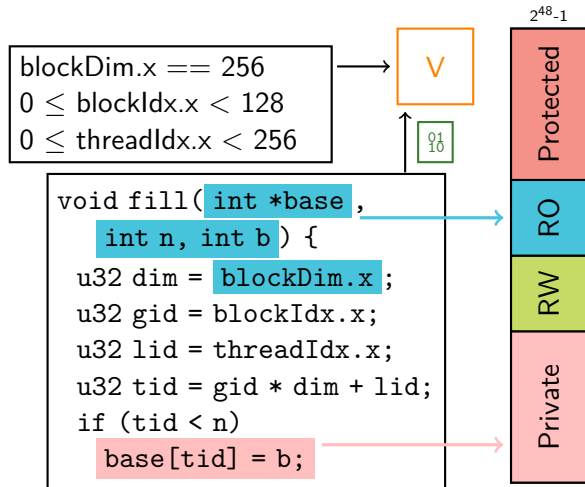 2^48-1
blockDim.x == 256
0 ≤ blockIdx.x < 128
0 ≤ threadIdx.x < 256
V
01
10
void fill( int *base ,
int n, int b ) {
u32 dim = blockDim.x ;
u32 gid = blockIdx.x;
u32 lid = threadIdx.x;
u32 tid = gid * dim + lid;
if (tid < n)
base[tid] = b;
Protected
RO
RW
Private